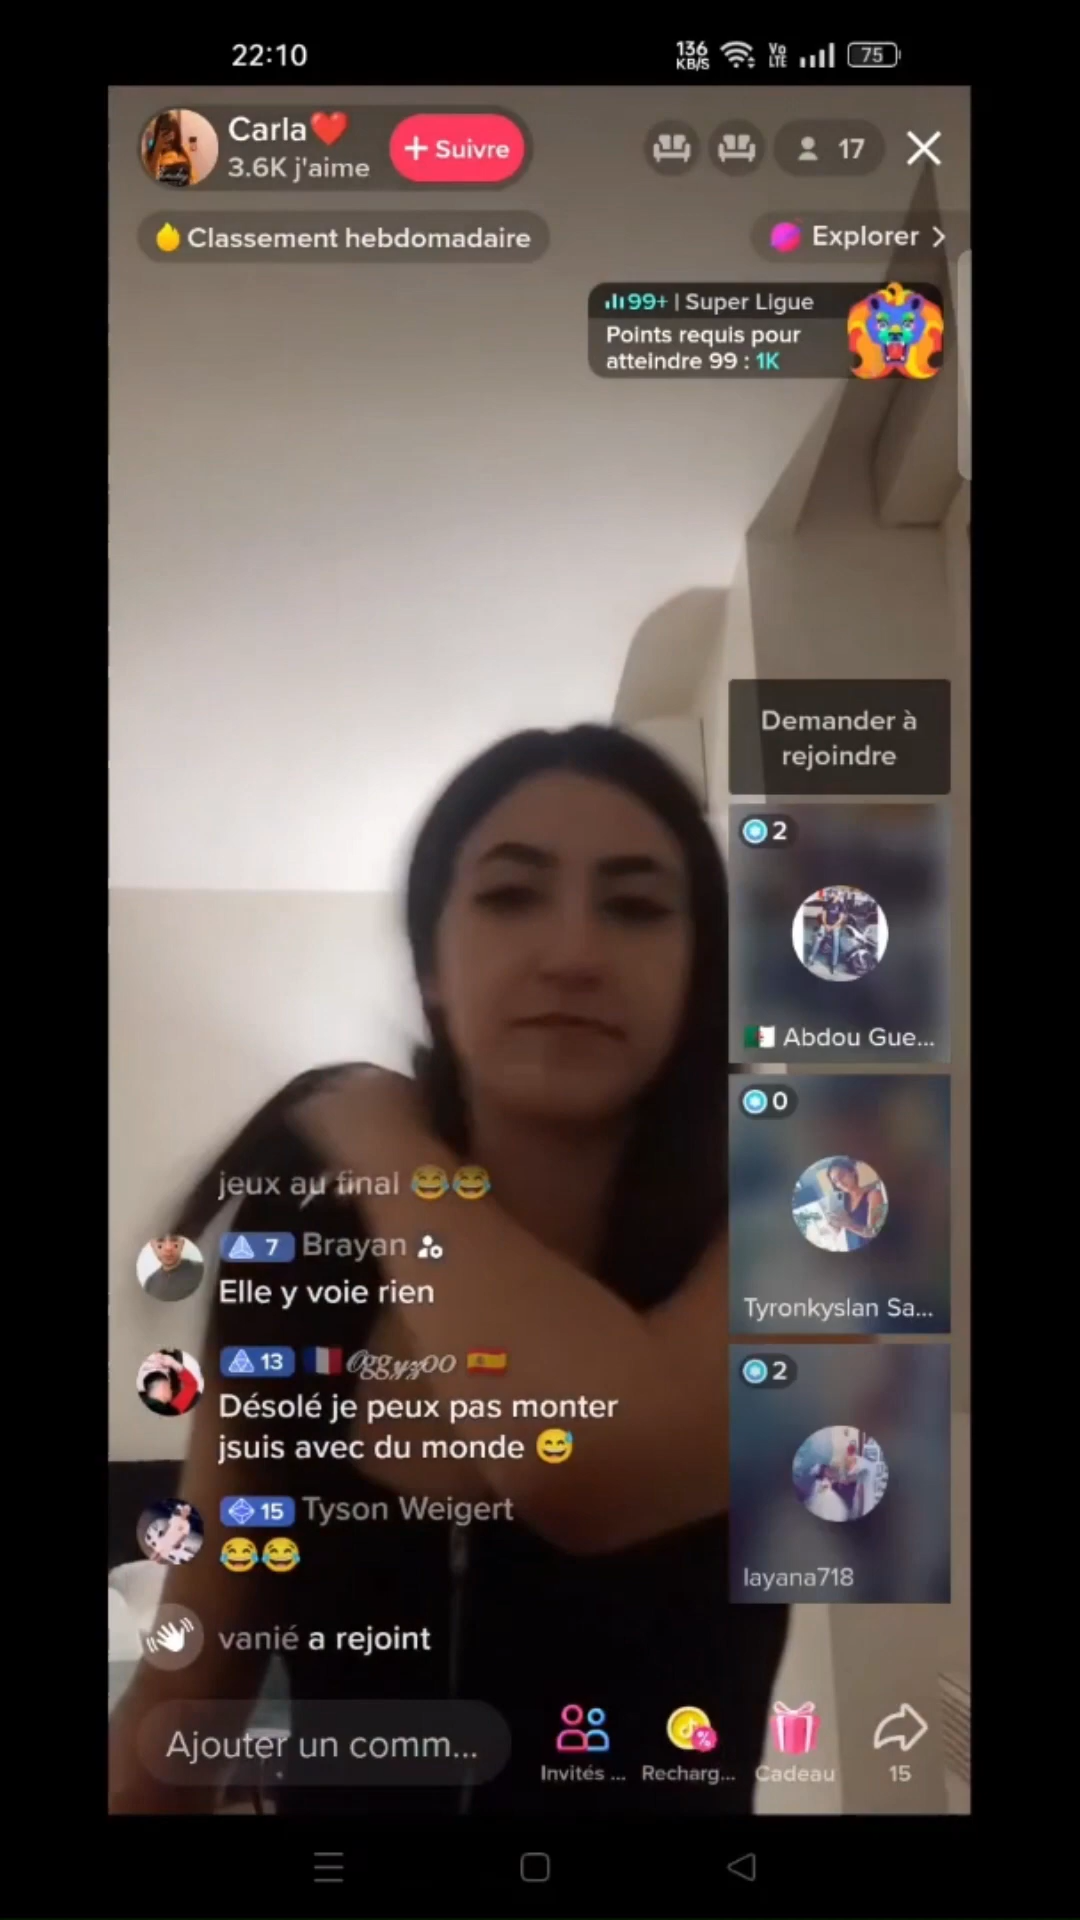 22:10
136 KB/S
Vo LTE
75
Carla❤️
3.6K j'aime
+ Suivre
17
Classement hebdomadaire
Explorer >
99+ | Super Ligue
Points requis pour
atteindre 99 : 1K
Demander à
rejoindre
2
Abdou Gue...
0
Tyronkyslan Sa...
2
layana718
jeux au final 😂😂
7 Brayan
Elle y voie rien
13 🇫🇷 Oggyzoo 🇪🇸
Désolé je peux pas monter
jsuis avec du monde 😅
15 Tyson Weigert
😂😂
vanié a rejoint
Ajouter un comm...
Invités ...
Recharg...
Cadeau
15